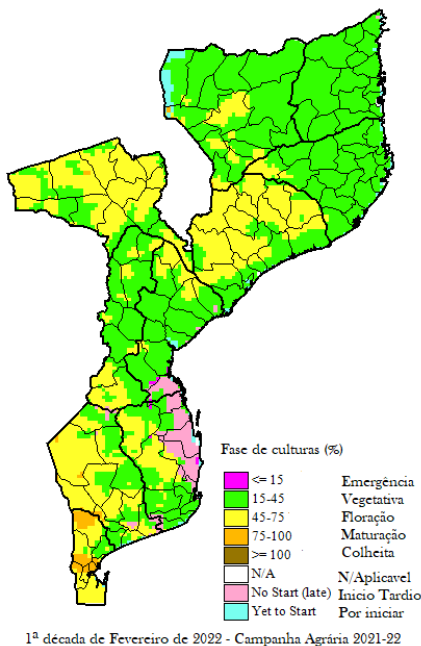 Fase de culturas (%)
<= 15 Emergência
15-45 Vegetativa
45-75 Floração
75-100 Maturação
>= 100 Colheita
N/A N/Aplicavel
No Start (late) Inicio Tardio
Yet to Start Por iniciar
1ª década de Fevereiro de 2022 - Campanha Agrária 2021-22